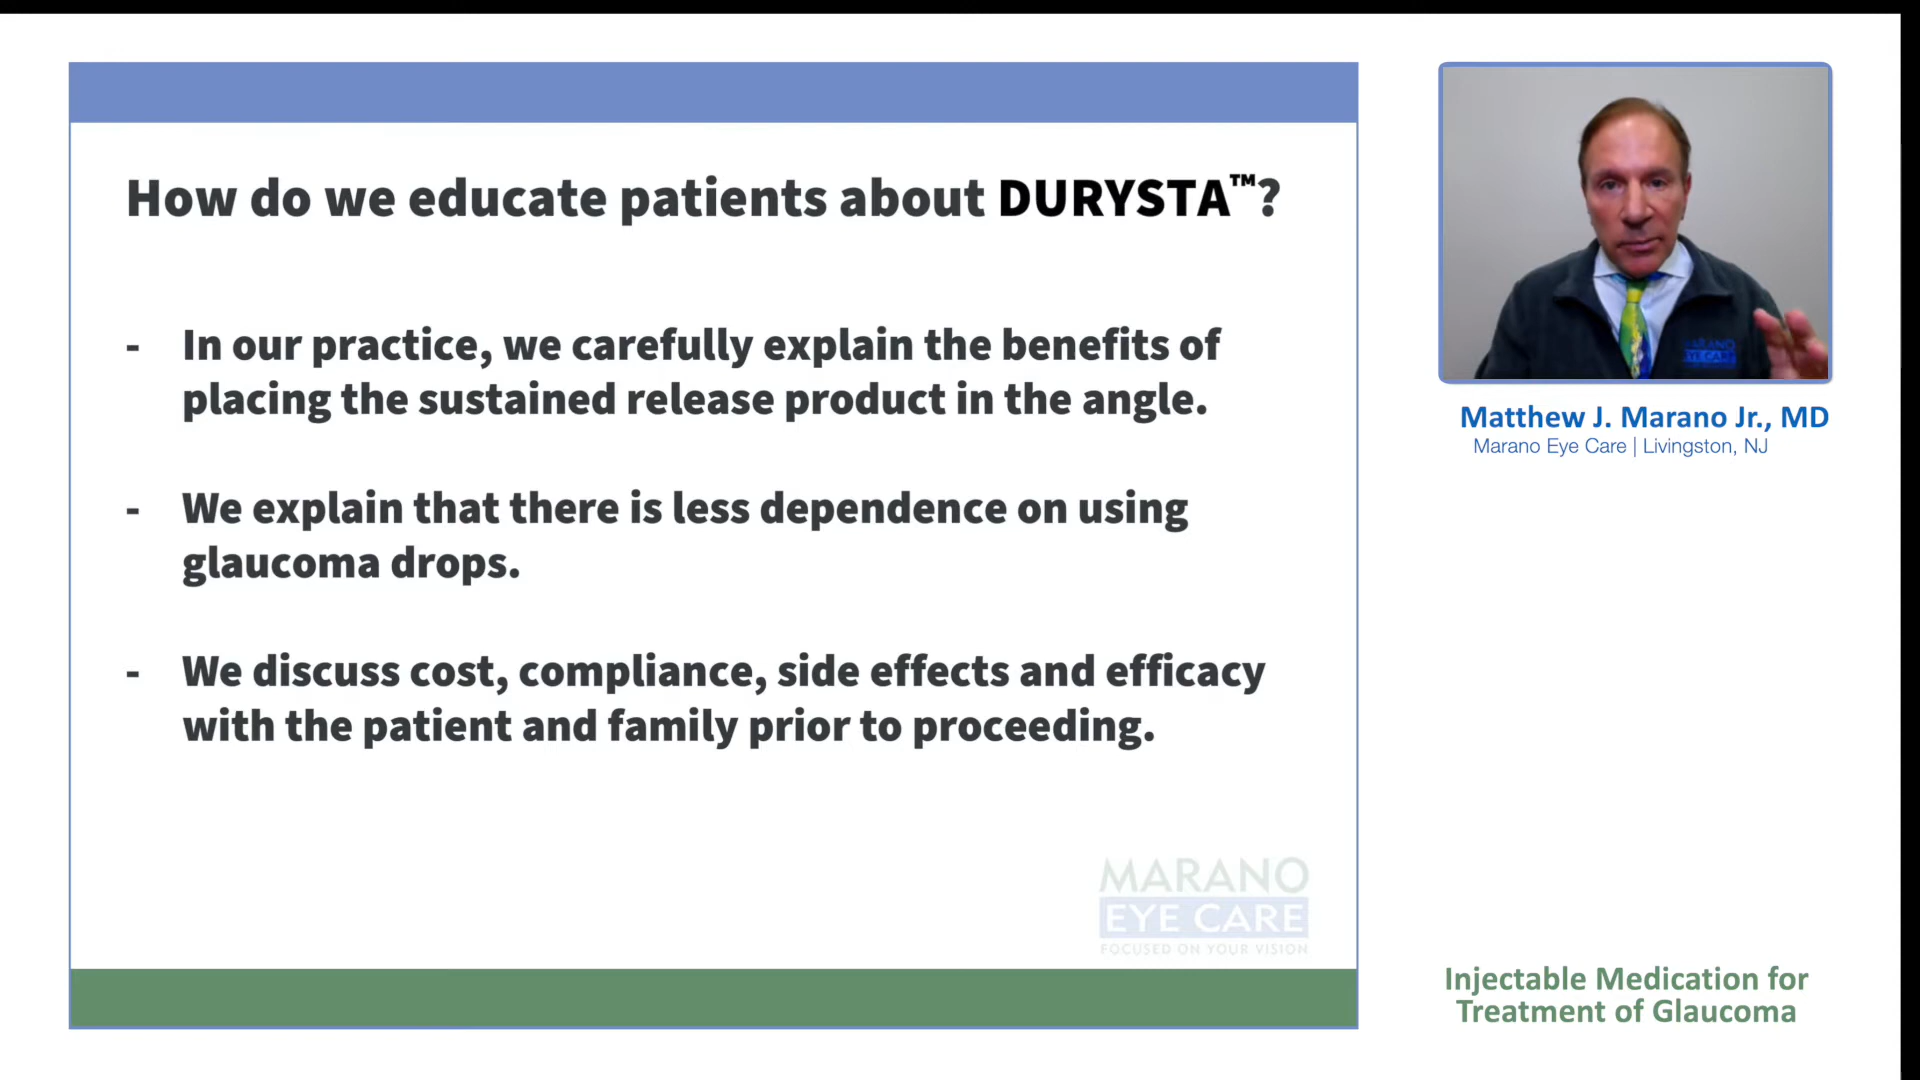 How do we educate patients about DURYSTA™?
- In our practice, we carefully explain the benefits of
placing the sustained release product in the angle.
- We explain that there is less dependence on using
glaucoma drops.
- We discuss cost, compliance, side effects and efficacy
with the patient and family prior to proceeding.
MARANO
EYE CARE
FOCUSED ON YOUR VISION
MARANO
EYE CARE
Matthew J. Marano Jr., MD
Marano Eye Care | Livingston, NJ
Injectable Medication for
Treatment of Glaucoma